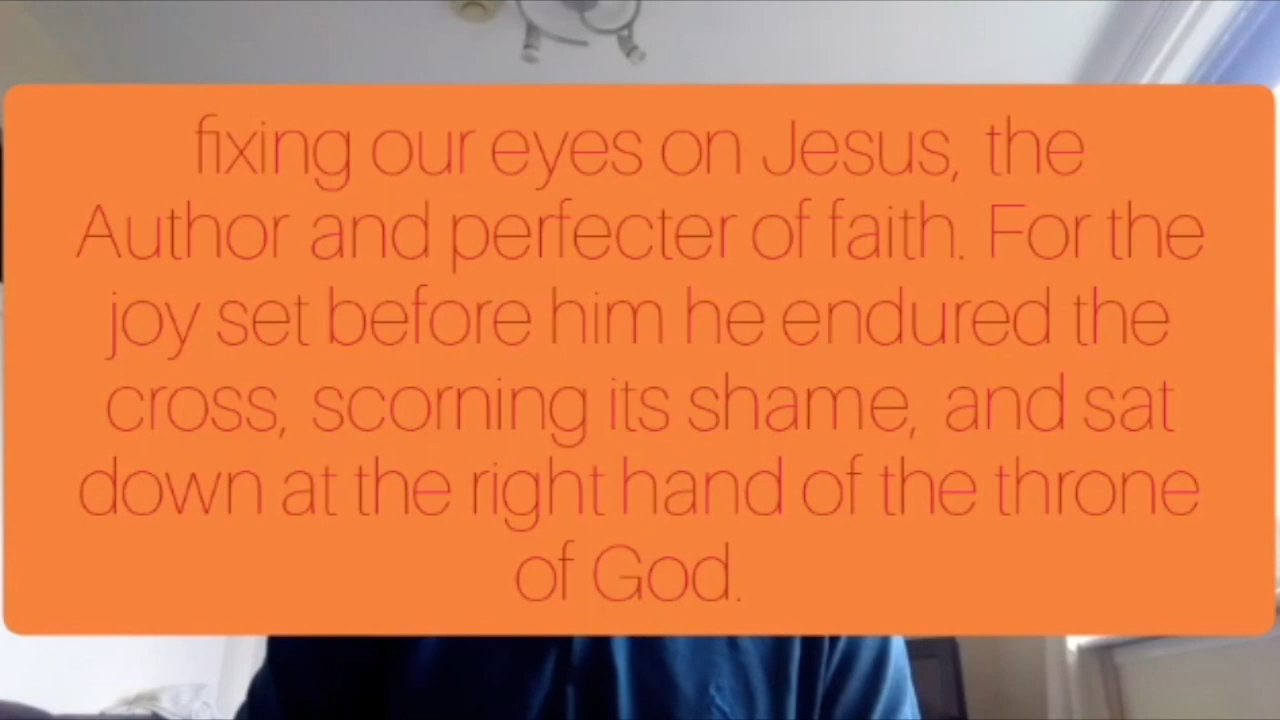 fixing our eyes on Jesus, the
Author and perfecter of faith. For the
joy set before him he endured the
cross, scorning its shame, and sat
down at the right hand of the throne
of God.